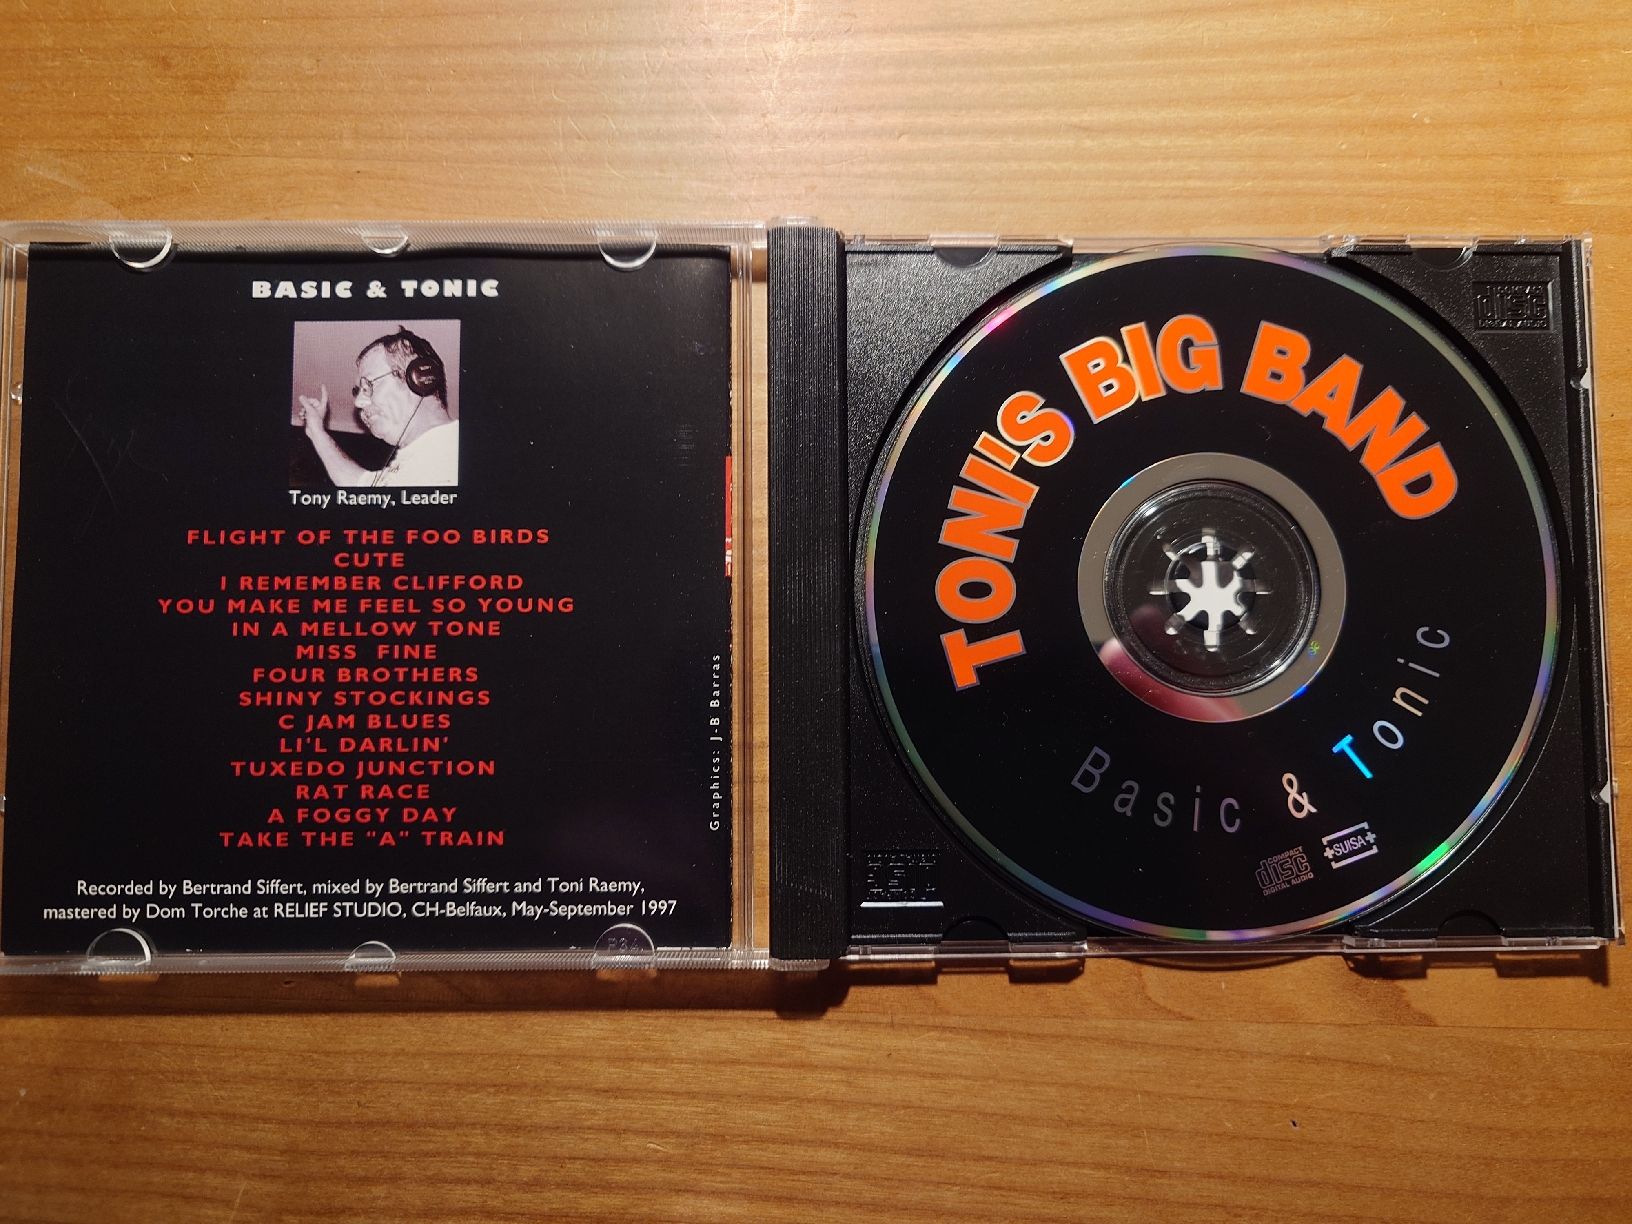 BASIC & TONIC
Tony Raemy, Leader
FLIGHT OF THE FOO BIRDS
CUTE
I REMEMBER CLIFFORD
YOU MAKE ME FEEL SO YOUNG
IN A MELLOW TONE
MISS FINE
FOUR BROTHERS
SHINY STOCKINGS
C JAM BLUES
LI'L DARLIN'
TUXEDO JUNCTION
RAT RACE
A FOGGY DAY
TAKE THE "A" TRAIN
Recorded by Bertrand Siffert, mixed by Bertrand Siffert and Toni Raemy,
mastered by Dom Torche at RELIEF STUDIO, CH-Belfaux, May-September 1997
Graphics: J-B Barras
TONI'S BIG BAND
Basic & Tonic
COMPACT
disc
DIGITAL AUDIO
SUISA
COMPACT
disc
DIGITAL AUDIO